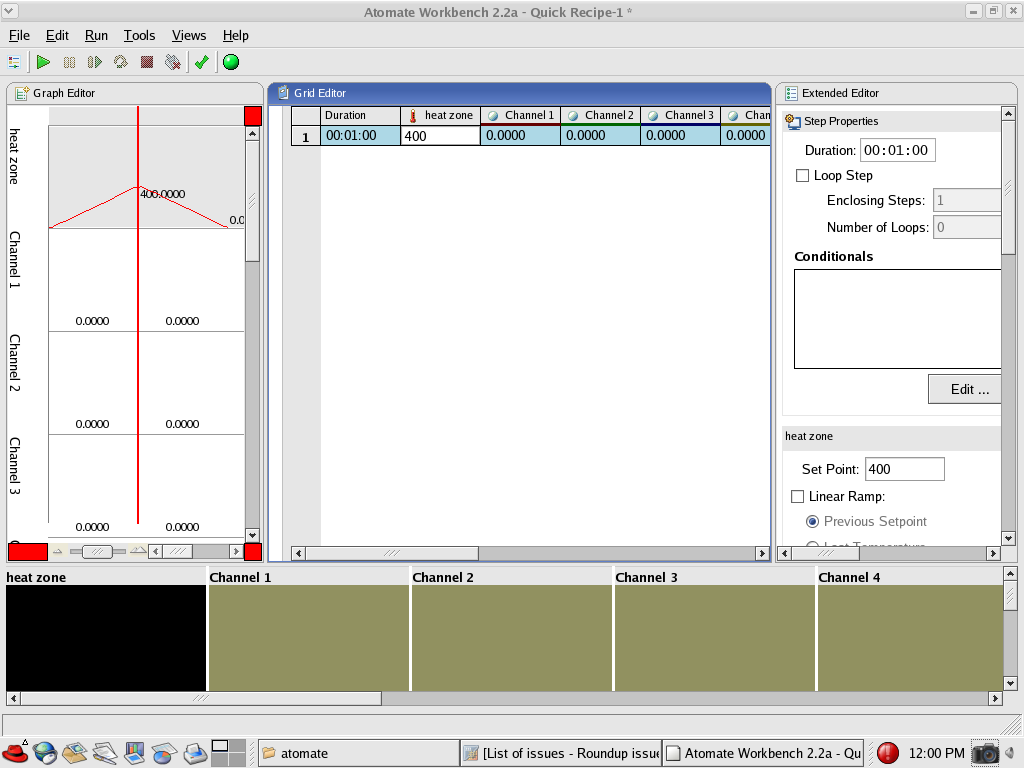 Atomate Workbench 2.2a - Quick Recipe-1 *
File Edit Run Tools Views Help
Graph Editor
heat zone
400.0000
0.0
Channel 1
0.0000 0.0000
Channel 2
0.0000 0.0000
Channel 3
0.0000 0.0000
Grid Editor
Duration heat zone Channel 1 Channel 2 Channel 3 Chan
1 00:01:00 400 0.0000 0.0000 0.0000 0.0000
Extended Editor
Step Properties
Duration: 00:01:00
Loop Step
Enclosing Steps: 1
Number of Loops: 0
Conditionals
Edit ...
heat zone
Set Point: 400
Linear Ramp:
Previous Setpoint
Last Temperature
heat zone Channel 1 Channel 2 Channel 3 Channel 4
atomate [List of issues - Roundup issue Atomate Workbench 2.2a - Qu 12:00 PM